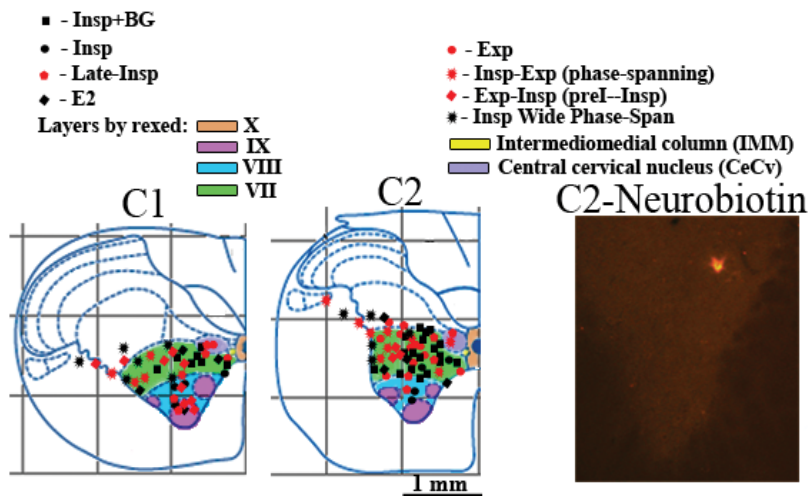 - Insp+BG
- Insp
- Late-Insp
- E2
Layers by rexed:
X
IX
VIII
VII
- Exp
- Insp-Exp (phase-spanning)
- Exp-Insp (preI--Insp)
- Insp Wide Phase-Span
Intermediomedial column (IMM)
Central cervical nucleus (CeCv)
C1
C2
C2-Neurobiotin
1 mm